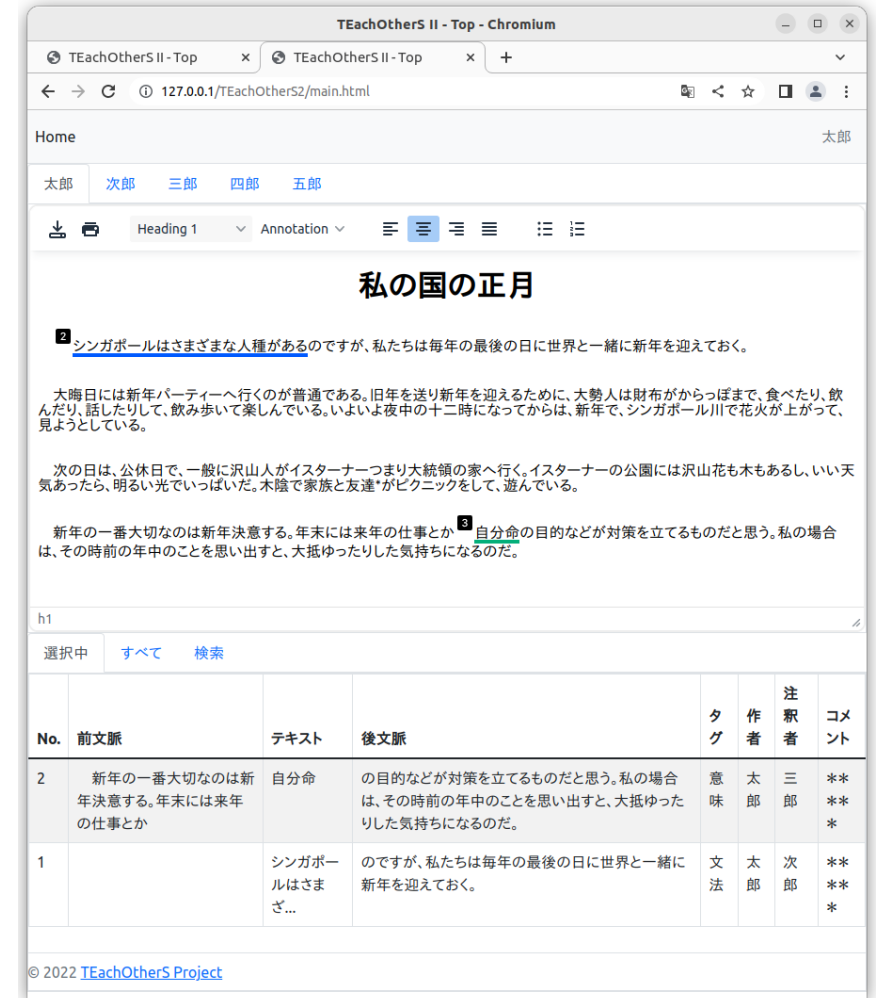 TEachOtherS II - Top - Chromium
TEachOtherS II - Top × TEachOtherS II - Top × +
127.0.0.1/TEachOtherS2/main.html
Home 太郎
太郎 次郎 三郎 四郎 五郎
Heading 1 Annotation
私の国の正月
2 シンガポールはさまざまな人種があるのですが、私たちは毎年の最後の日に世界と一緒に新年を迎えておく。
大晦日には新年パーティーへ行くのが普通である。旧年を送り新年を迎えるために、大勢人は財布がからっぽまで、食べたり、飲
んだり、話したりして、飲み歩いて楽しんでいる。いよいよ夜中の十二時になってからは、新年で、シンガポール川で花火が上がって、
見ようとしている。
次の日は、公休日で、一般に沢山人がイスターナーつまり大統領の家へ行く。イスターナーの公園には沢山花も木もあるし、いい天
気あったら、明るい光でいっぱいだ。木陰で家族と友達*がピクニックをして、遊んでいる。
新年の一番大切なのは新年決意する。年末には来年の仕事とか 3 自分命の目的などが対策を立てるものだと思う。私の場合
は、その時前の年中のことを思い出すと、大抵ゆったりした気持ちになるのだ。
h1
選択中 すべて 検索
No. 前文脈 テキスト 後文脈 タグ 作者 注釈者 コメント
2 新年の一番大切なのは新 自分命 の目的などが対策を立てるものだと思う。私の場合 意 太 三 **
年決意する。年末には来年 は、その時前の年中のことを思い出すと、大抵ゆった 味 郎 郎 **
の仕事とか りした気持ちになるのだ。 *
1 シンガポー のですが、私たちは毎年の最後の日に世界と一緒に 文 太 次 **
ルはさま 新年を迎えておく。 法 郎 郎 **
ざ... *
© 2022 TEachOtherS Project